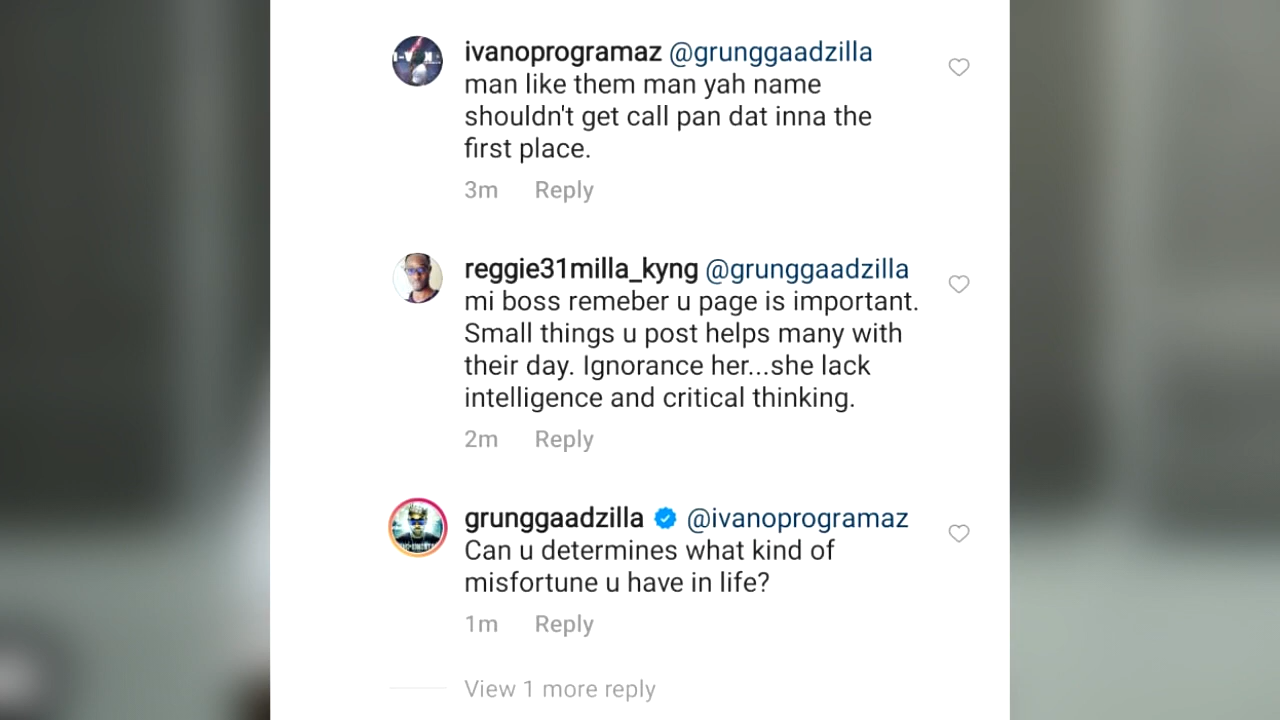 ivanoprogramaz @grunggaadzilla
man like them man yah name
shouldn't get call pan dat inna the
first place.
3m Reply
reggie31milla_kyng @grunggaadzilla
mi boss remeber u page is important.
Small things u post helps many with
their day. Ignorance her...she lack
intelligence and critical thinking.
2m Reply
grunggaadzilla @ivanoprogramaz
Can u determines what kind of
misfortune u have in life?
1m Reply
View 1 more reply